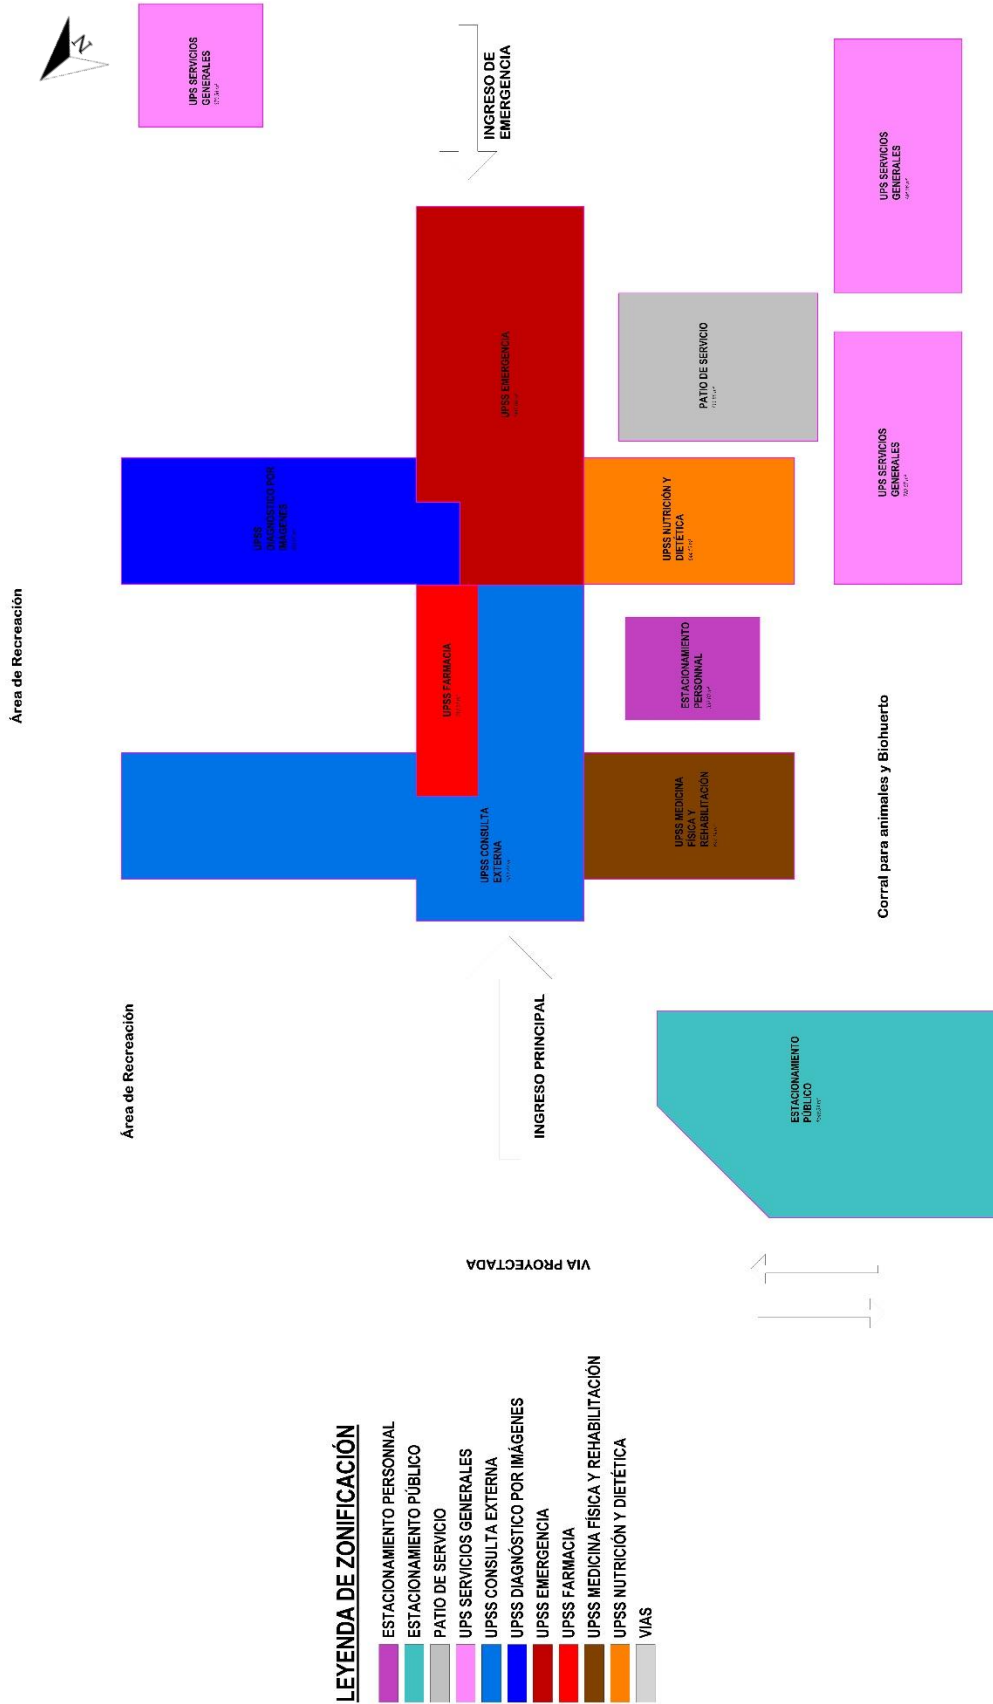 N
UPS SERVICIOS
GENERALES
INGRESO DE
EMERGENCIA
UPS SERVICIOS
GENERALES
Área de Recreación
UPSS
DIAGNOSTICO POR
IMÁGENES
UPSS EMERGENCIA
PATIO DE SERVICIO
UPS SERVICIOS
GENERALES
UPSS FARMACIA
UPSS NUTRICIÓN Y
DIETÉTICA
ESTACIONAMIENTO
PERSONNAL
UPSS CONSULTA
EXTERNA
UPSS MEDICINA
FÍSICA Y
REHABILITACIÓN
Corral para animales y Biohuerto
Área de Recreación
INGRESO PRINCIPAL
ESTACIONAMIENTO
PÚBLICO
VIA PROYECTADA
LEYENDA DE ZONIFICACIÓN
ESTACIONAMIENTO PERSONNAL
ESTACIONAMIENTO PÚBLICO
PATIO DE SERVICIO
UPS SERVICIOS GENERALES
UPSS CONSULTA EXTERNA
UPSS DIAGNÓSTICO POR IMÁGENES
UPSS EMERGENCIA
UPSS FARMACIA
UPSS MEDICINA FÍSICA Y REHABILITACIÓN
UPSS NUTRICIÓN Y DIETÉTICA
VIAS